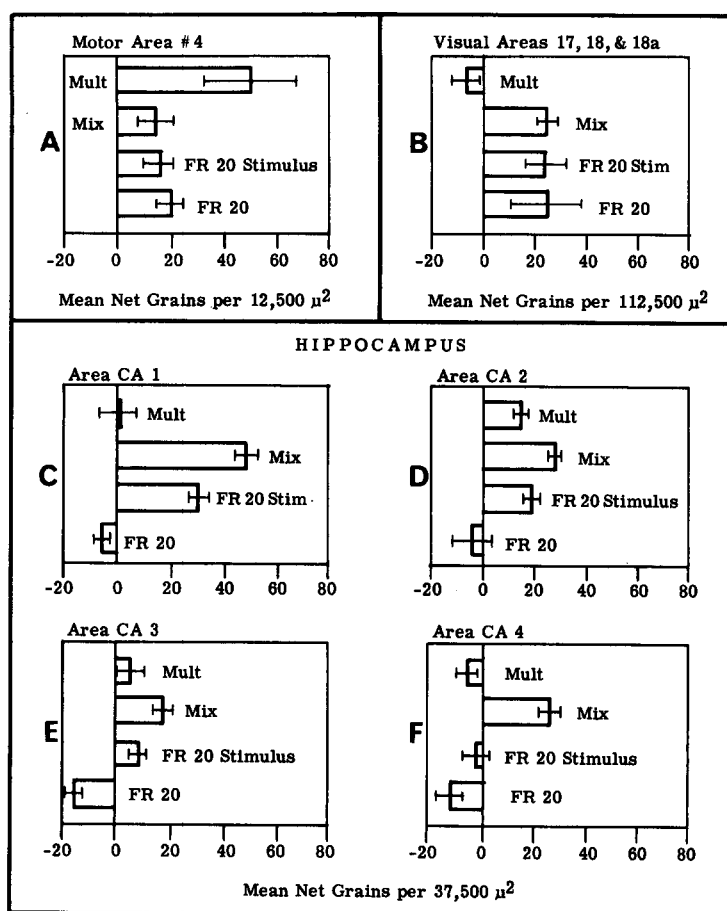 Motor Area #4
Mult
Mix
A
FR 20 Stimulus
FR 20
-20 0 20 40 60 80
Mean Net Grains per 12,500 μ²
Visual Areas 17, 18, & 18a
Mult
Mix
B
FR 20 Stim
FR 20
-20 0 20 40 60 80
Mean Net Grains per 112,500 μ²
HIPPOCAMPUS
Area CA 1
Mult
Mix
C
FR 20 Stim
FR 20
-20 0 20 40 60 80
Area CA 2
Mult
Mix
D
FR 20 Stimulus
FR 20
-20 0 20 40 60 80
Area CA 3
Mult
Mix
E
FR 20 Stimulus
FR 20
-20 0 20 40 60 80
Area CA 4
Mult
Mix
F
FR 20 Stimulus
FR 20
-20 0 20 40 60 80
Mean Net Grains per 37,500 μ²